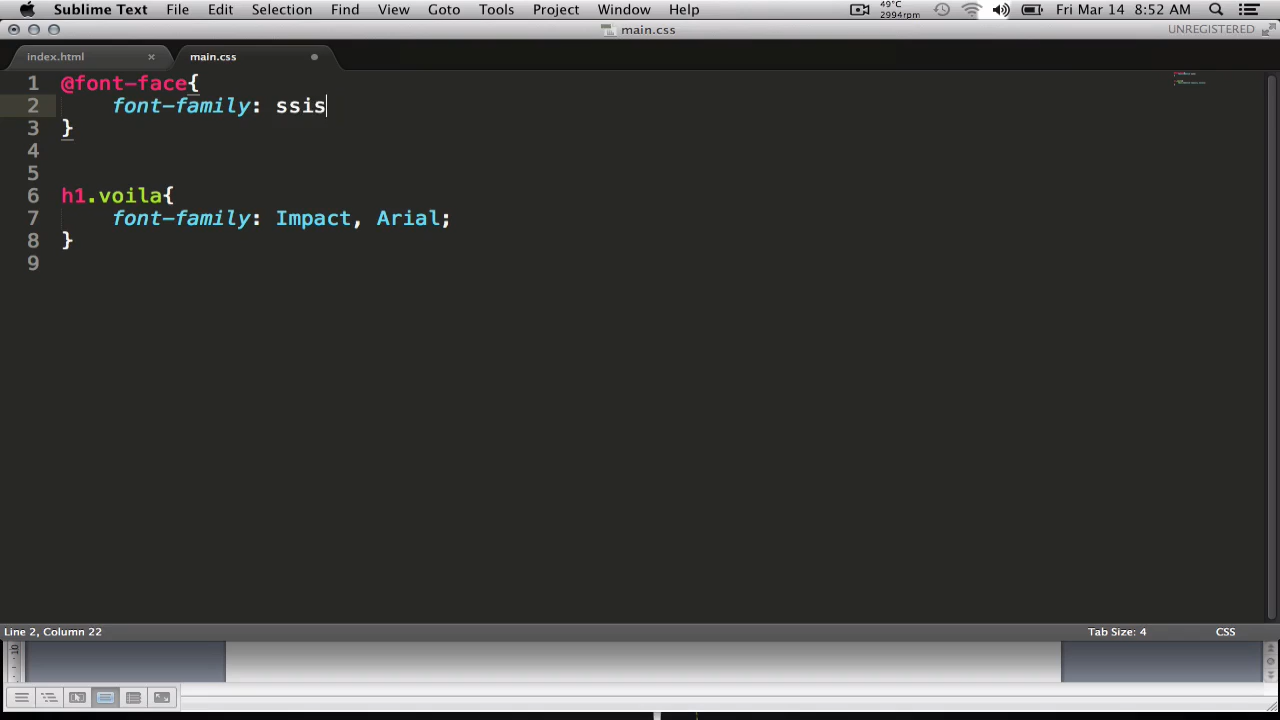 Sublime Text File Edit Selection Find View Goto Tools Project Window Help 49°C 2994rpm Fri Mar 14 8:52 AM
main.css UNREGISTERED
index.html × main.css
1 @font-face{
2 font-family: ssis
3 }
4
5
6 h1.voila{
7 font-family: Impact, Arial;
8 }
9
Line 2, Column 22 Tab Size: 4 CSS
10